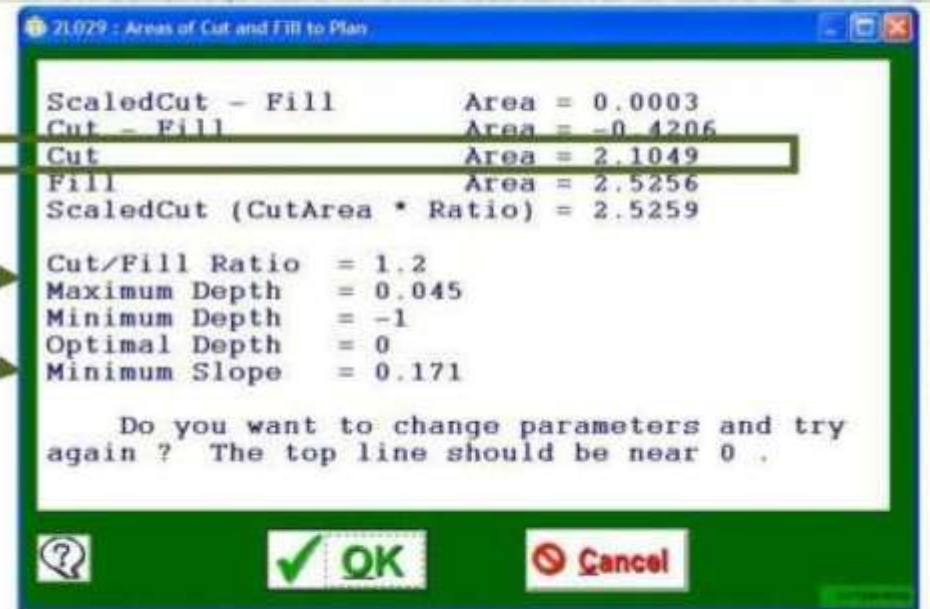 2L029 : Areas of Cut and Fill to Plan
ScaledCut - Fill Area = 0.0003
Cut - Fill Area = -0.4206
Cut Area = 2.1049
Fill Area = 2.5256
ScaledCut (CutArea * Ratio) = 2.5259
Cut/Fill Ratio = 1.2
Maximum Depth = 0.045
Minimum Depth = -1
Optimal Depth = 0
Minimum Slope = 0.171
Do you want to change parameters and try
again ? The top line should be near 0 .
OK
Cancel